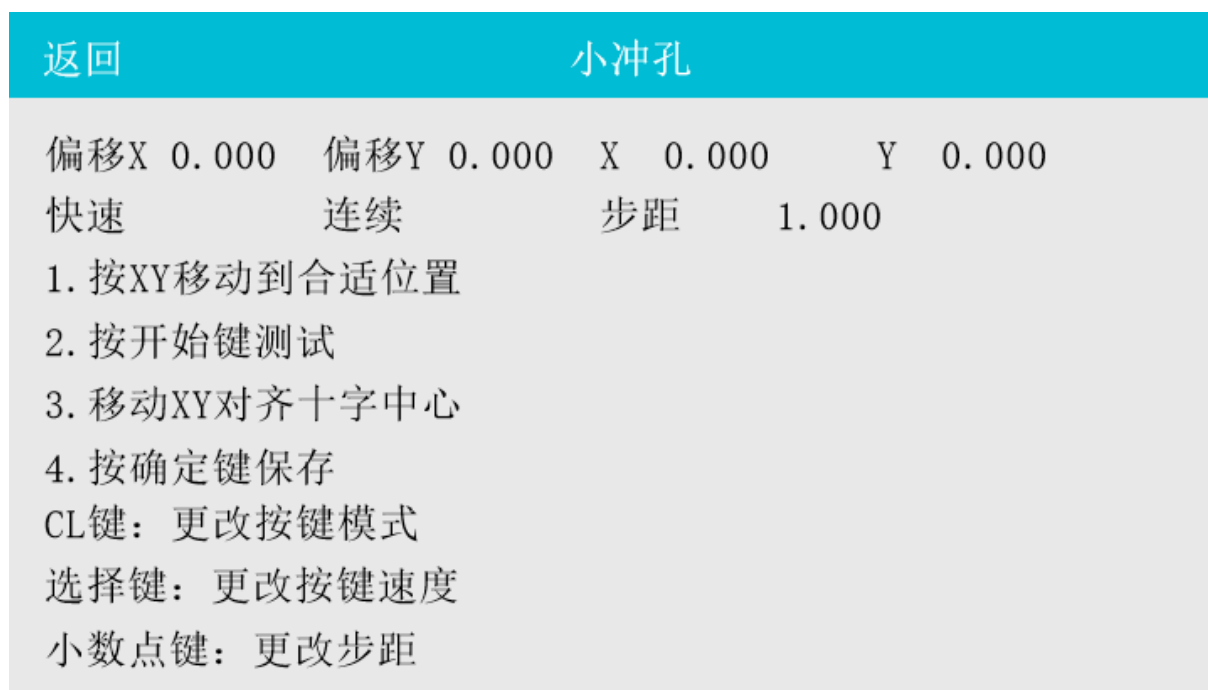 返回 小冲孔
偏移X 0.000 偏移Y 0.000 X 0.000 Y 0.000
快速 连续 步距 1.000
1.按XY移动到合适位置
2.按开始键测试
3.移动XY对齐十字中心
4.按确定键保存
CL键：更改按键模式
选择键：更改按键速度
小数点键：更改步距